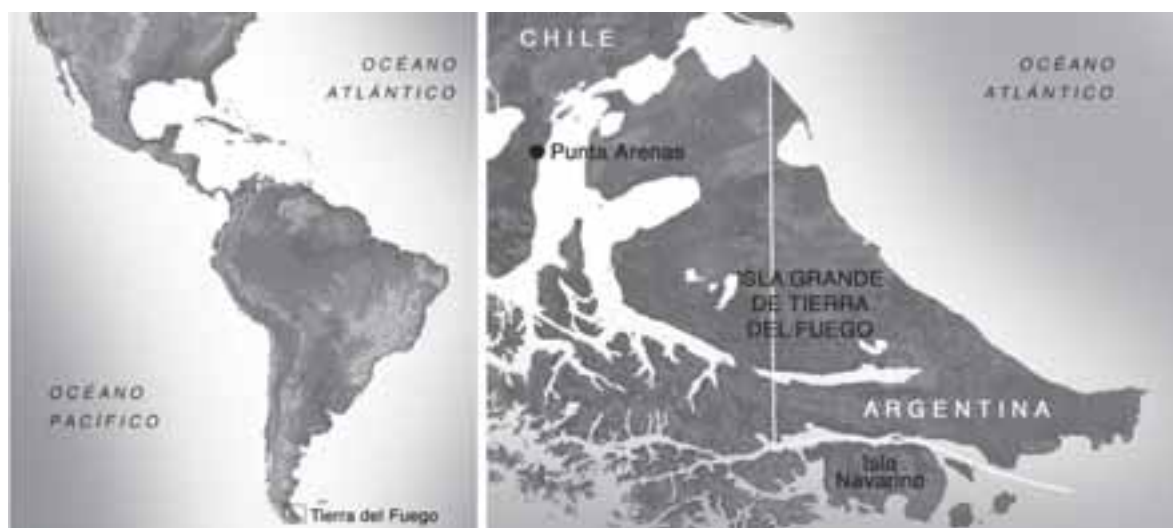 OCÉANO
ATLÁNTICO
OCÉANO
PACÍFICO
Tierra del Fuego
CHILE
OCÉANO
ATLÁNTICO
Punta Arenas
ISLA GRANDE
DE TIERRA
DEL FUEGO
ARGENTINA
Isla
Navarino